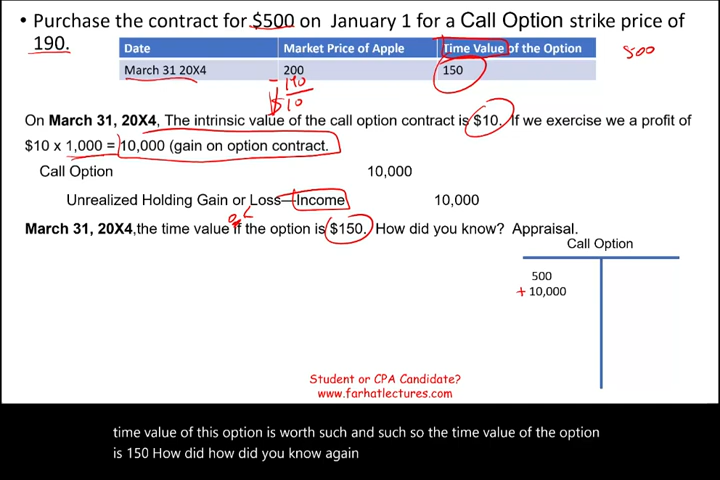 • Purchase the contract for $500 on January 1 for a Call Option strike price of
190.
Date Market Price of Apple Time Value of the Option
500
March 31 20X4 200 150
- 190
$10
On March 31, 20X4, The intrinsic value of the call option contract is $10. If we exercise we a profit of
$10 x 1,000 = 10,000 (gain on option contract.
Call Option 10,000
Unrealized Holding Gain or Loss—Income 10,000
of
March 31, 20X4,the time value if the option is $150. How did you know? Appraisal.
Call Option
500
+ 10,000
Student or CPA Candidate?
www.farhatlectures.com
time value of this option is worth such and such so the time value of the option
is 150 How did how did you know again